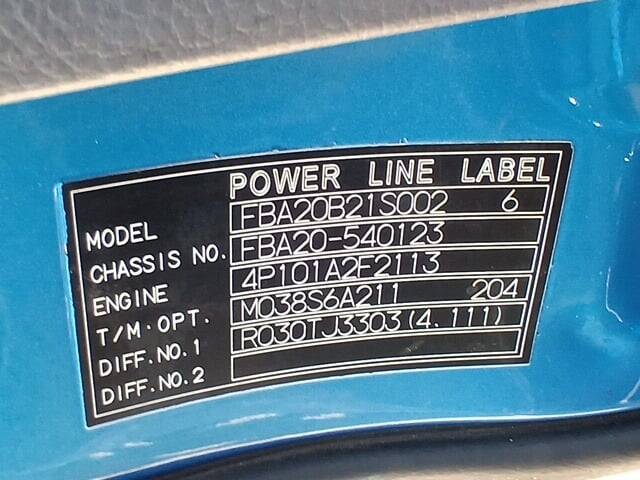 POWER LINE LABEL
MODEL FBA20B21S002 6
CHASSIS NO. FBA20-540123
ENGINE 4P101A2F2113
T/M·OPT. M038S6A211 204
DIFF.NO.1 R030TJ3303(4.111)
DIFF.NO.2